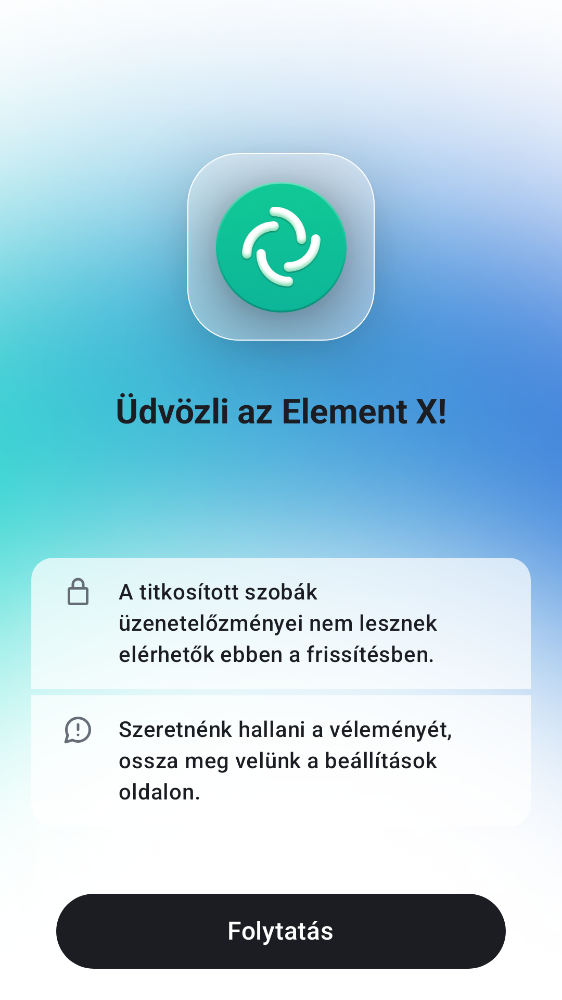 Üdvözli az Element X!
A titkosított szobák
üzenetelőzményei nem lesznek
elérhetők ebben a frissítésben.
Szeretnénk hallani a véleményét,
ossza meg velünk a beállítások
oldalon.
Folytatás